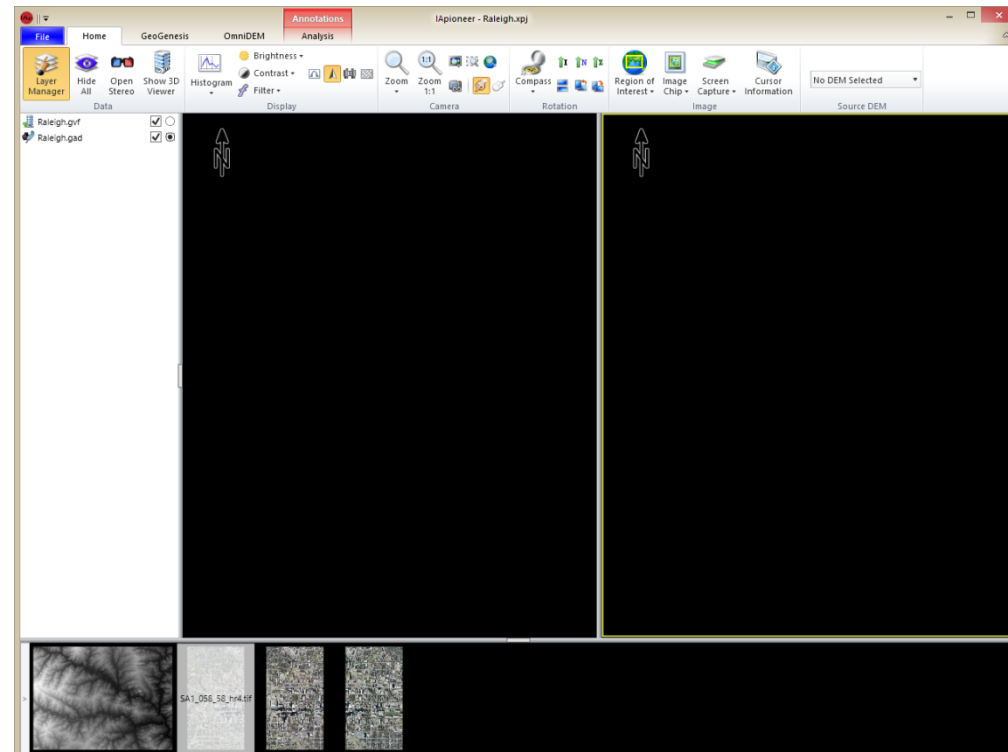 Annotations
IApioneer - Raleigh.xpj
File
Home
GeoGenesis
OmniDEM
Analysis
Layer
Manager
Hide
All
Open
Stereo
Show 3D
Viewer
Data
Histogram
Brightness
Contrast
Filter
Display
Zoom
Zoom
1:1
Camera
Compass
Rotation
Region of
Interest
Image
Chip
Screen
Capture
Cursor
Information
Image
No DEM Selected
Source DEM
Raleigh.gvf
Raleigh.gad
N
N
SA1_056_58_hr4.tif